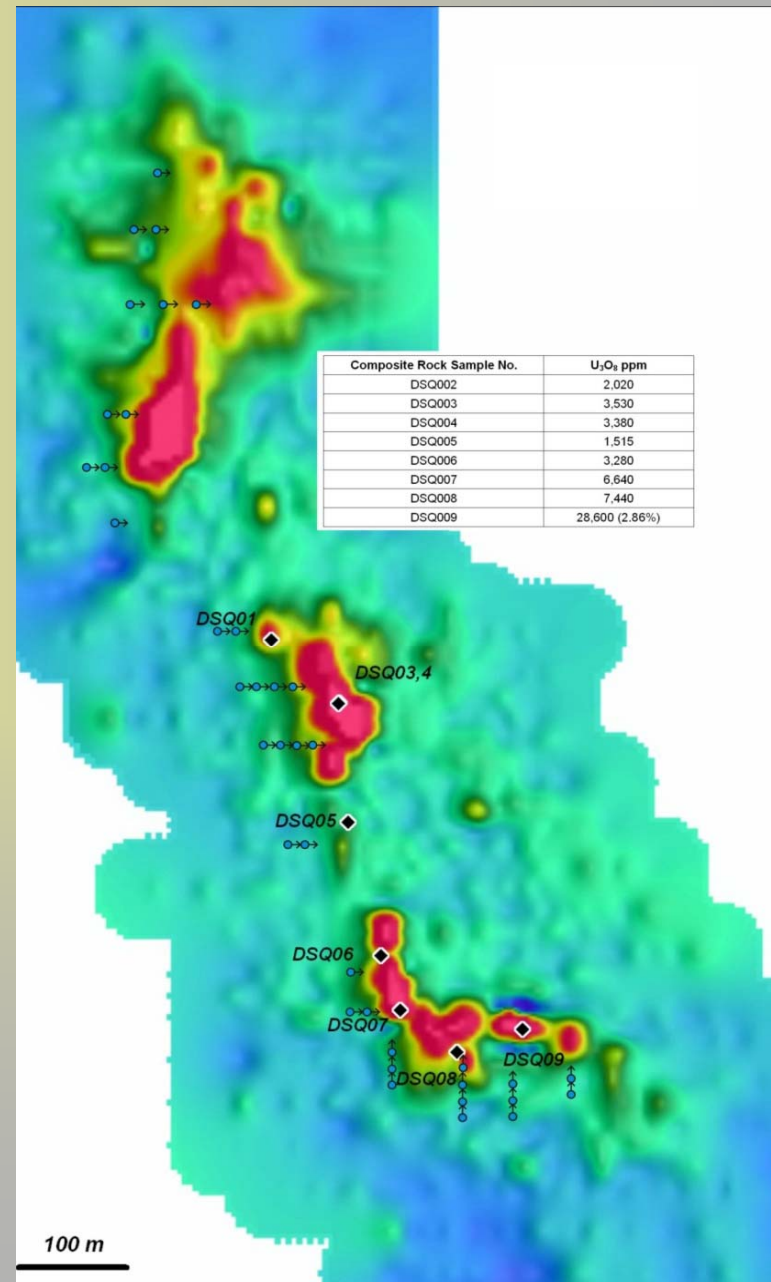 Composite Rock Sample No. U₃O₈ ppm
DSQ002 2,020
DSQ003 3,530
DSQ004 3,380
DSQ005 1,515
DSQ006 3,280
DSQ007 6,640
DSQ008 7,440
DSQ009 28,600 (2.86%)
DSQ01
DSQ03,4
DSQ05
DSQ06
DSQ07
DSQ08
DSQ09
100 m